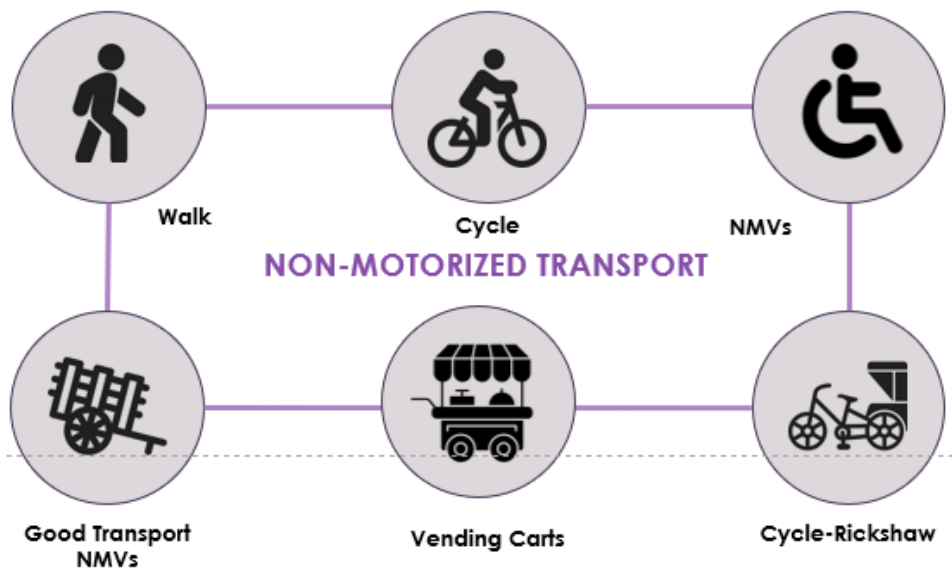 Walk
Cycle
NMVs
NON-MOTORIZED TRANSPORT
Good Transport
NMVs
Vending Carts
Cycle-Rickshaw